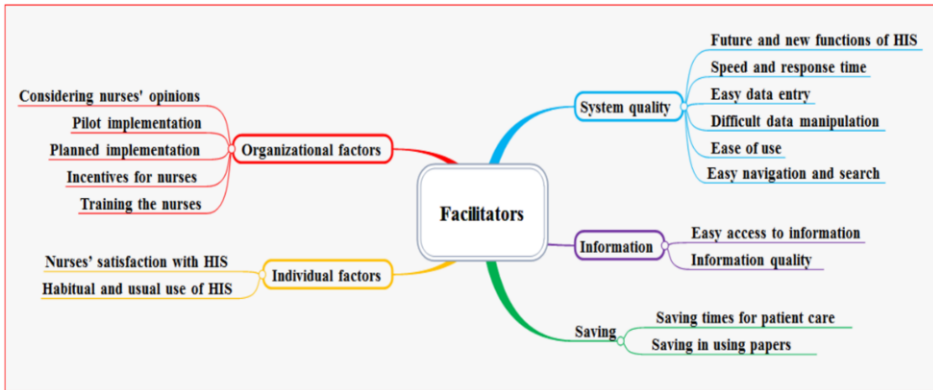 Facilitators
Organizational factors
Considering nurses' opinions
Pilot implementation
Planned implementation
Incentives for nurses
Training the nurses
Individual factors
Nurses' satisfaction with HIS
Habitual and usual use of HIS
System quality
Future and new functions of HIS
Speed and response time
Easy data entry
Difficult data manipulation
Ease of use
Easy navigation and search
Information
Easy access to information
Information quality
Saving
Saving times for patient care
Saving in using papers